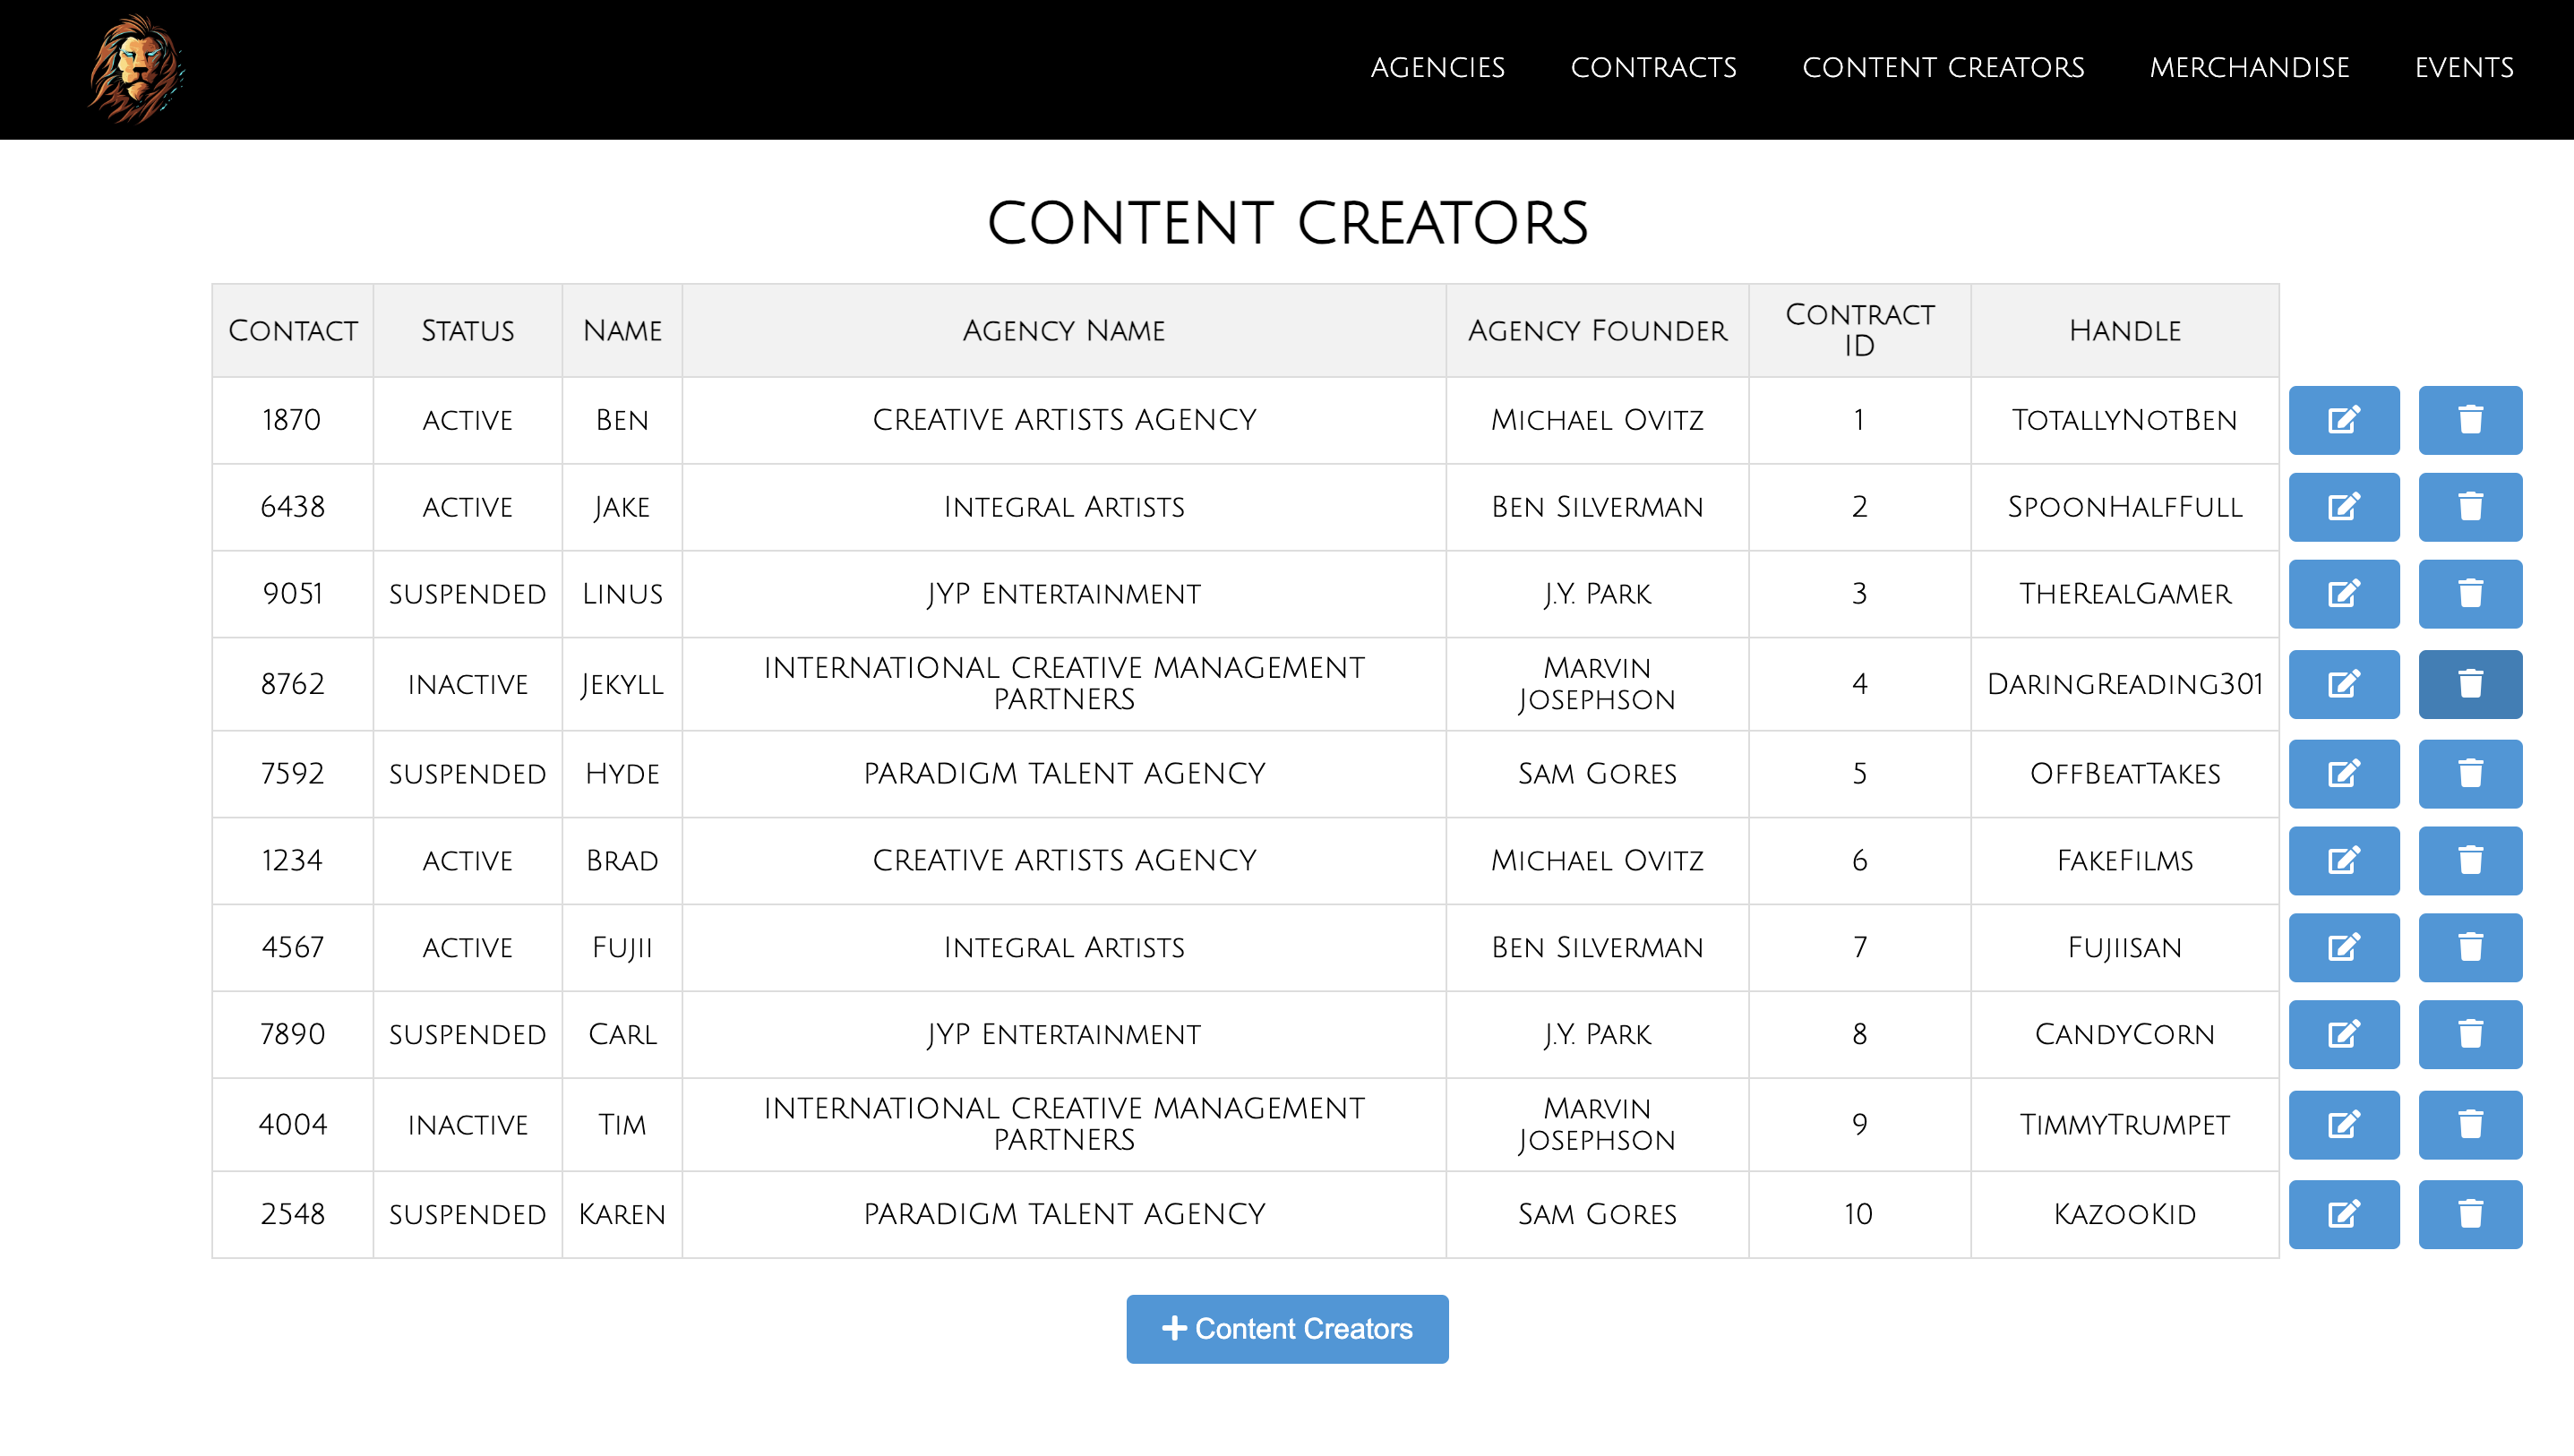 AGENCIES CONTRACTS CONTENT CREATORS MERCHANDISE EVENTS
CONTENT CREATORS
Contact Status Name Agency Name Agency Founder Contract ID Handle
1870 active Ben CREATIVE ARTISTS AGENCY Michael Ovitz 1 TotallyNotBen
6438 active Jake Integral Artists Ben Silverman 2 SpoonHalfFull
9051 suspended Linus JYP Entertainment J.Y. Park 3 TheRealGamer
8762 inactive Jekyll INTERNATIONAL CREATIVE MANAGEMENT PARTNERS Marvin Josephson 4 DaringReading301
7592 suspended Hyde PARADIGM TALENT AGENCY Sam Gores 5 OffBeatTakes
1234 active Brad CREATIVE ARTISTS AGENCY Michael Ovitz 6 FakeFilms
4567 active Fujii Integral Artists Ben Silverman 7 Fujiisan
7890 suspended Carl JYP Entertainment J.Y. Park 8 CandyCorn
4004 inactive Tim INTERNATIONAL CREATIVE MANAGEMENT PARTNERS Marvin Josephson 9 TimmyTrumpet
2548 suspended Karen PARADIGM TALENT AGENCY Sam Gores 10 KazooKid
+ Content Creators